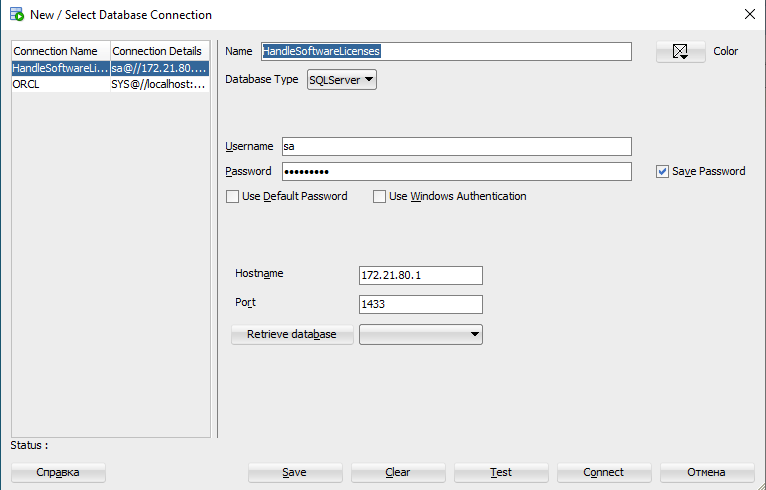 New / Select Database Connection
Connection Name Connection Details
HandleSoftwareLi... sa@//172.21.80....
ORCL SYS@//localhost:...
Name HandleSoftwareLicenses Color
Database Type SQLServer
Username sa
Password ••••••••• Save Password
Use Default Password Use Windows Authentication
Hostname 172.21.80.1
Port 1433
Retrieve database
Status :
Справка Save Clear Test Connect Отмена